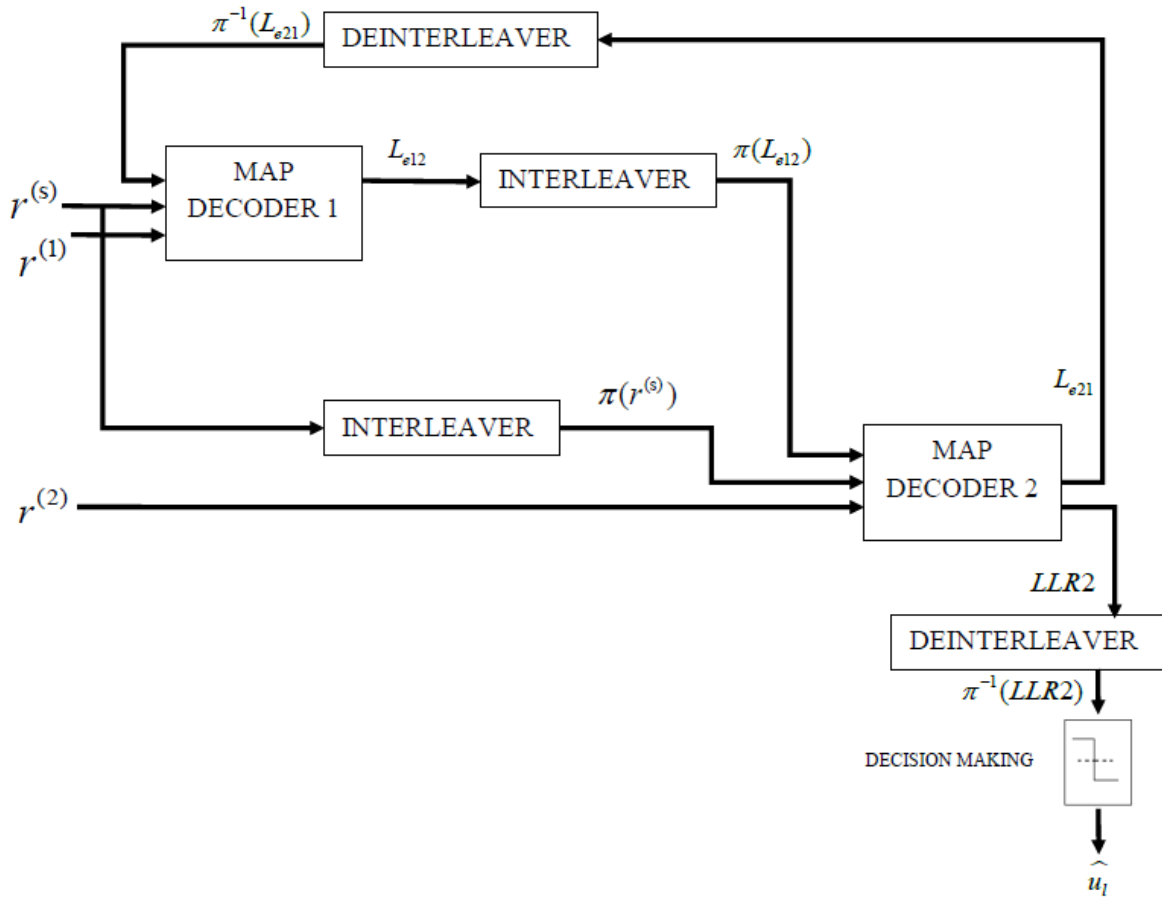 π⁻¹(Lₑ₂₁)
DEINTERLEAVER
MAP
DECODER 1
Lₑ₁₂
INTERLEAVER
π(Lₑ₁₂)
r⁽ˢ⁾
r⁽¹⁾
INTERLEAVER
π(r⁽ˢ⁾)
Lₑ₂₁
MAP
DECODER 2
r⁽²⁾
LLR2
DEINTERLEAVER
π⁻¹(LLR2)
DECISION MAKING
û_l